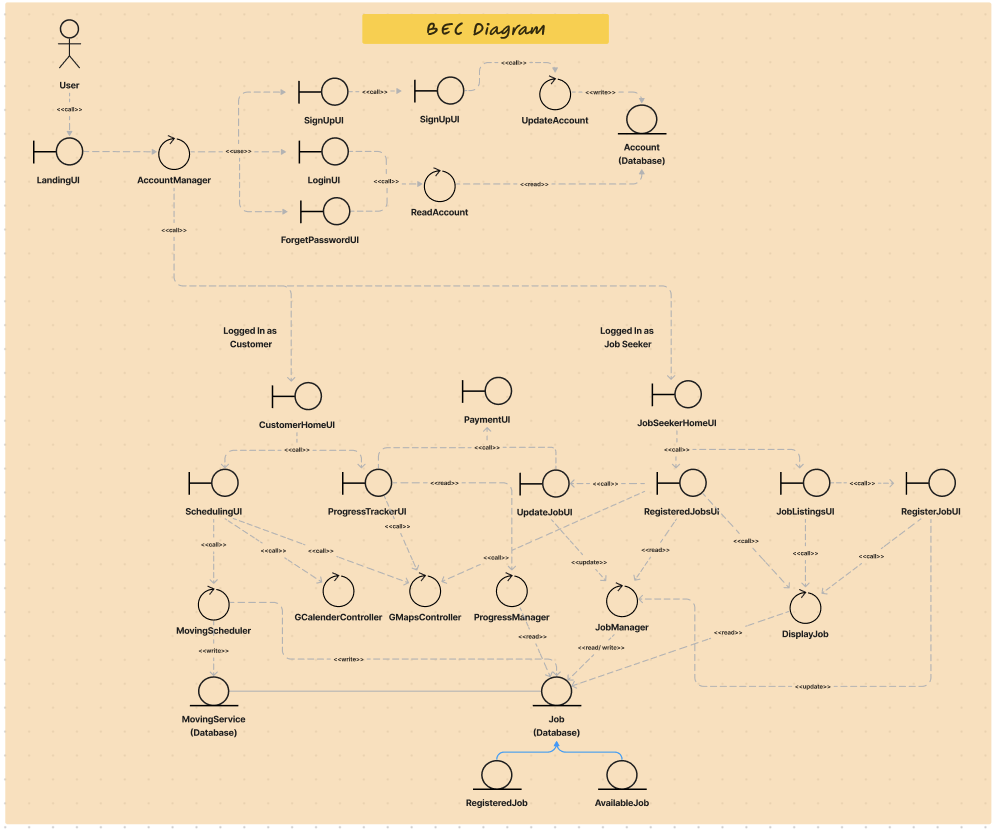 BEC Diagram
User
<<call>>
<<call>>
<<call>>
<<write>>
SignUpUI
SignUpUI
UpdateAccount
Account
(Database)
<<use>>
LandingUI
AccountManager
LoginUI
<<call>>
<<read>>
ReadAccount
<<call>>
ForgetPasswordUI
Logged In as
Customer
Logged In as
Job Seeker
CustomerHomeUI
PaymentUI
JobSeekerHomeUI
<<call>>
<<call>>
<<call>>
<<read>>
<<call>>
<<call>>
SchedulingUI
ProgressTrackerUI
UpdateJobUI
RegisteredJobsUi
JobListingsUI
RegisterJobUI
<<call>>
<<call>>
<<call>>
<<call>>
<<call>>
<<update>>
<<read>>
<<call>>
<<call>>
<<call>>
GCalenderController
GMapsController
ProgressManager
JobManager
MovingScheduler
DisplayJob
<<write>>
<<write>>
<<read>>
<<read/ write>>
<<read>>
<<update>>
MovingService
(Database)
Job
(Database)
RegisteredJob
AvailableJob